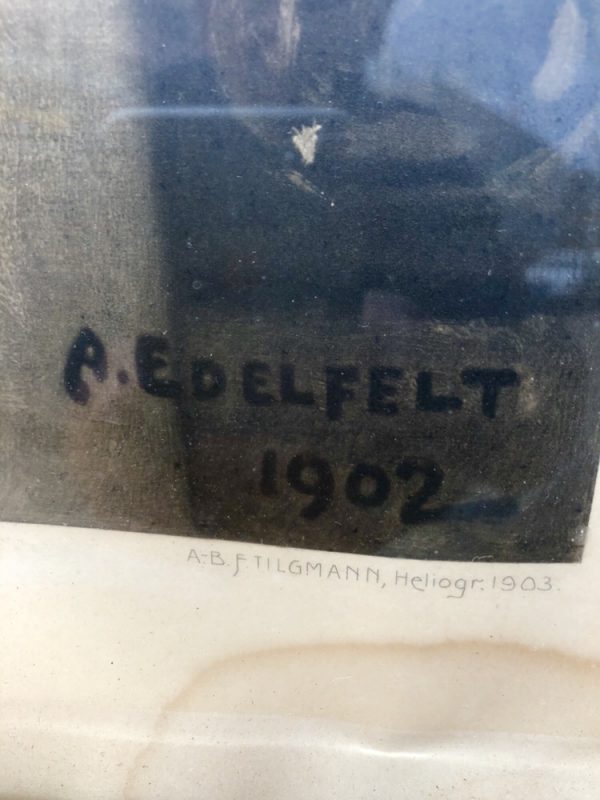 A. EDELFELT
1902
A-B. F. TILGMANN, Heliogr. 1903.